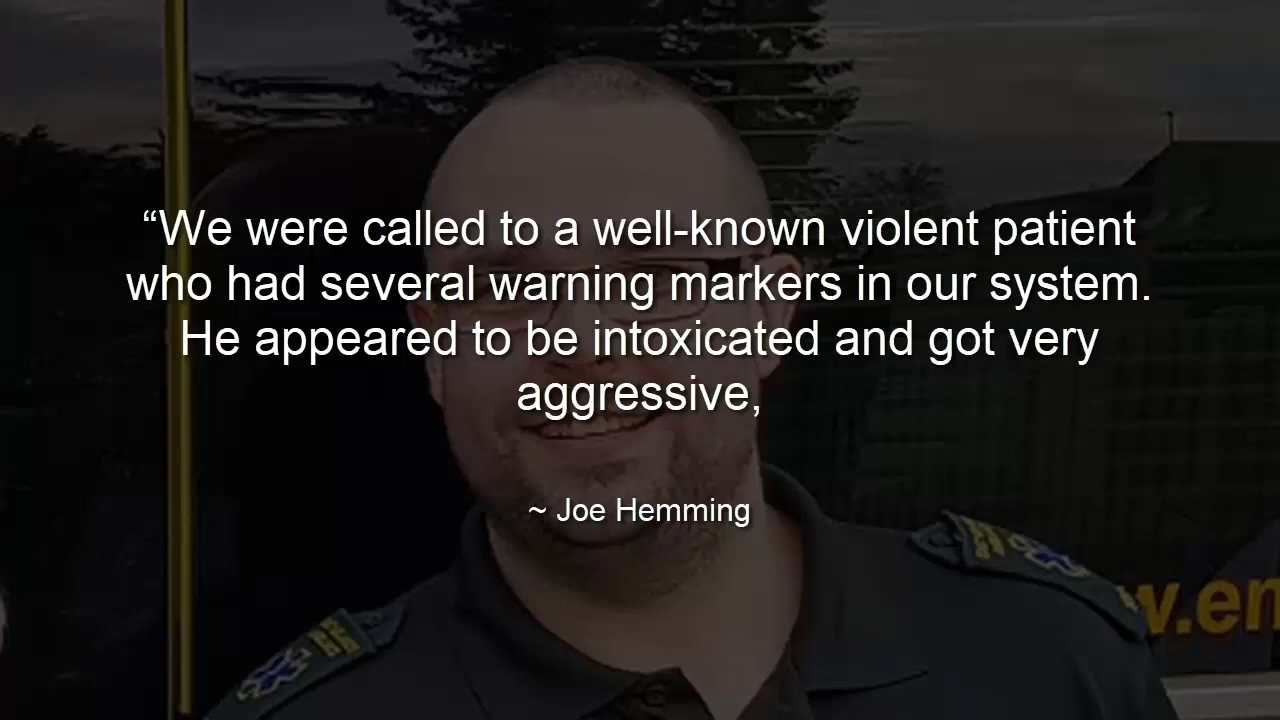 “We were called to a well-known violent patient
who had several warning markers in our system.
He appeared to be intoxicated and got very
aggressive,
~ Joe Hemming
w.en